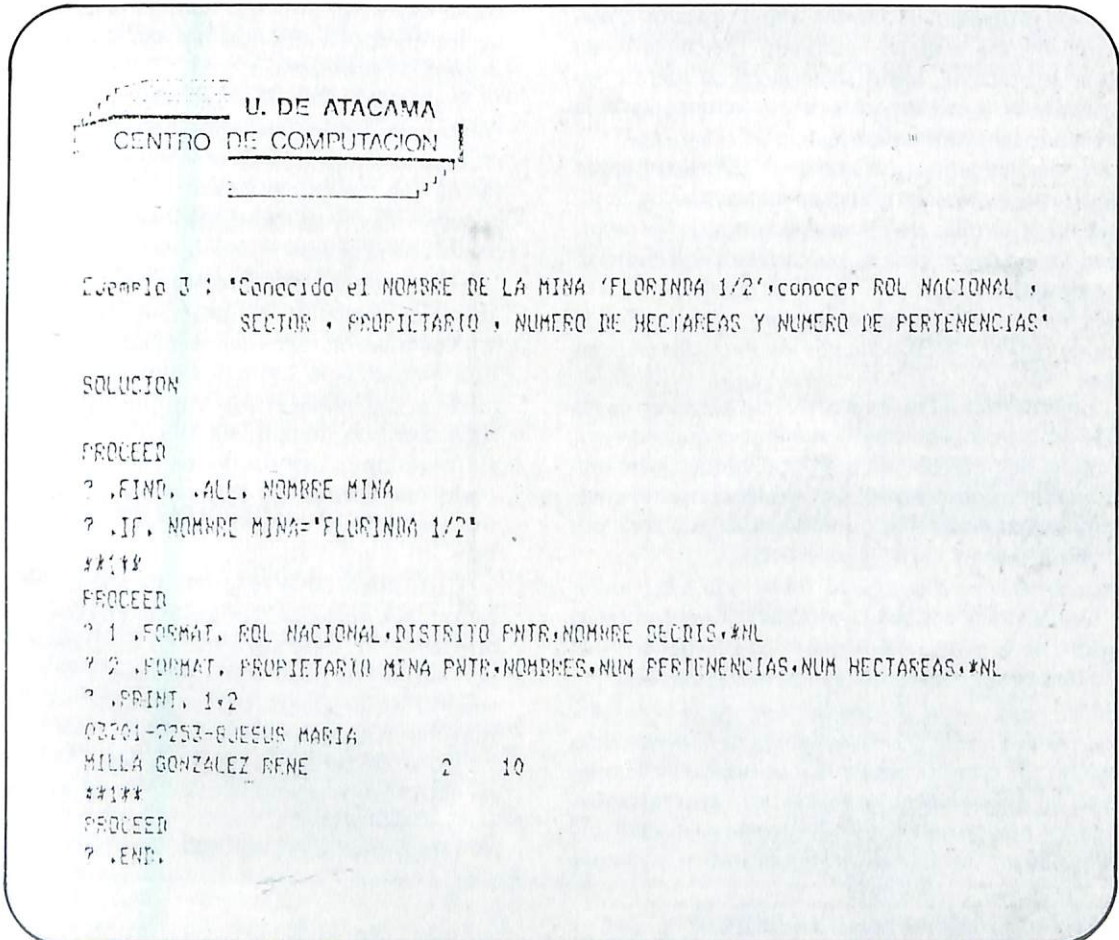 U. DE ATACAMA
CENTRO DE COMPUTACION
Ejemplo 3 : "Conocido el NOMBRE DE LA MINA 'FLORINDA 1/2',conocer ROL NACIONAL ,
SECTOR , PROPIETARIO , NUMERO DE HECTAREAS Y NUMERO DE PERTENENCIAS"
SOLUCION
PROCEED
? .FIND. .ALL. NOMBRE MINA
? .IF. NOMBRE MINA="FLORINDA 1/2"
**1**
PROCEED
? 1 .FORMAT. ROL NACIONAL,DISTRITO PNTR,NOMBRE SECDIS,*NL
? 2 .FORMAT. PROPIETARIO MINA PNTR,NOMBRES,NUM PERTENENCIAS,NUM HECTAREAS,*NL
? .PRINT. 1,2
MARIA
MILLA GONZALEZ RENE 2 10
**1**
PROCEED
? .END.